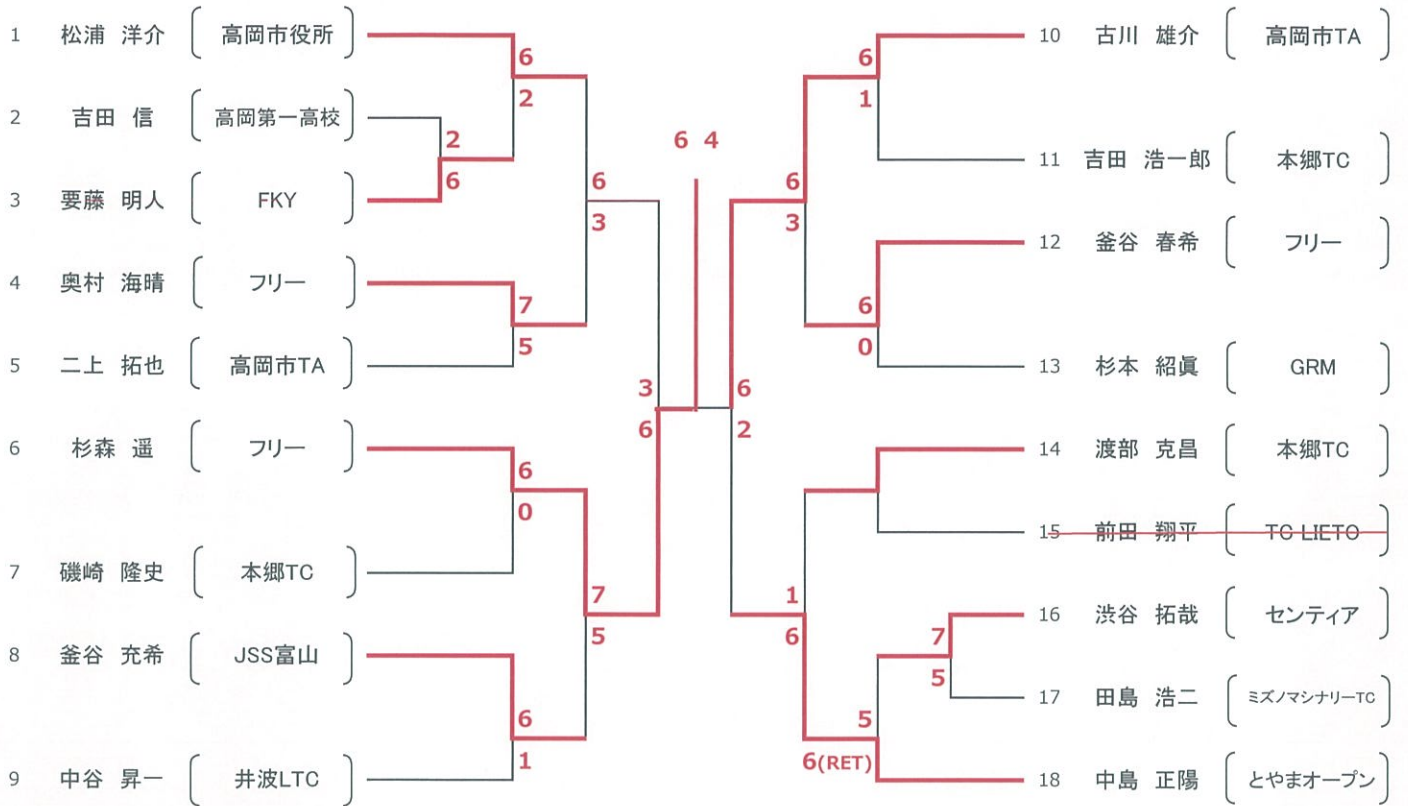 1 松浦 洋介 高岡市役所
2 吉田 信 高岡第一高校
3 要藤 明人 FKY
4 奥村 海晴 フリー
5 二上 拓也 高岡市TA
6 杉森 遥 フリー
7 磯崎 隆史 本郷TC
8 釜谷 充希 JSS富山
9 中谷 昇一 井波LTC
6
2
2
6
7
5
6
0
6
1
6
3
7
5
3
6
6 4
6
2
6
3
1
6
6
1
6
0
7
5
5
6(RET)
10 古川 雄介 高岡市TA
11 吉田 浩一郎 本郷TC
12 釜谷 春希 フリー
13 杉本 紹眞 GRM
14 渡部 克昌 本郷TC
15 前田 翔平 TC LIETO
16 渋谷 拓哉 センティア
17 田島 浩二 ミズノマシナリーTC
18 中島 正陽 とやまオープン